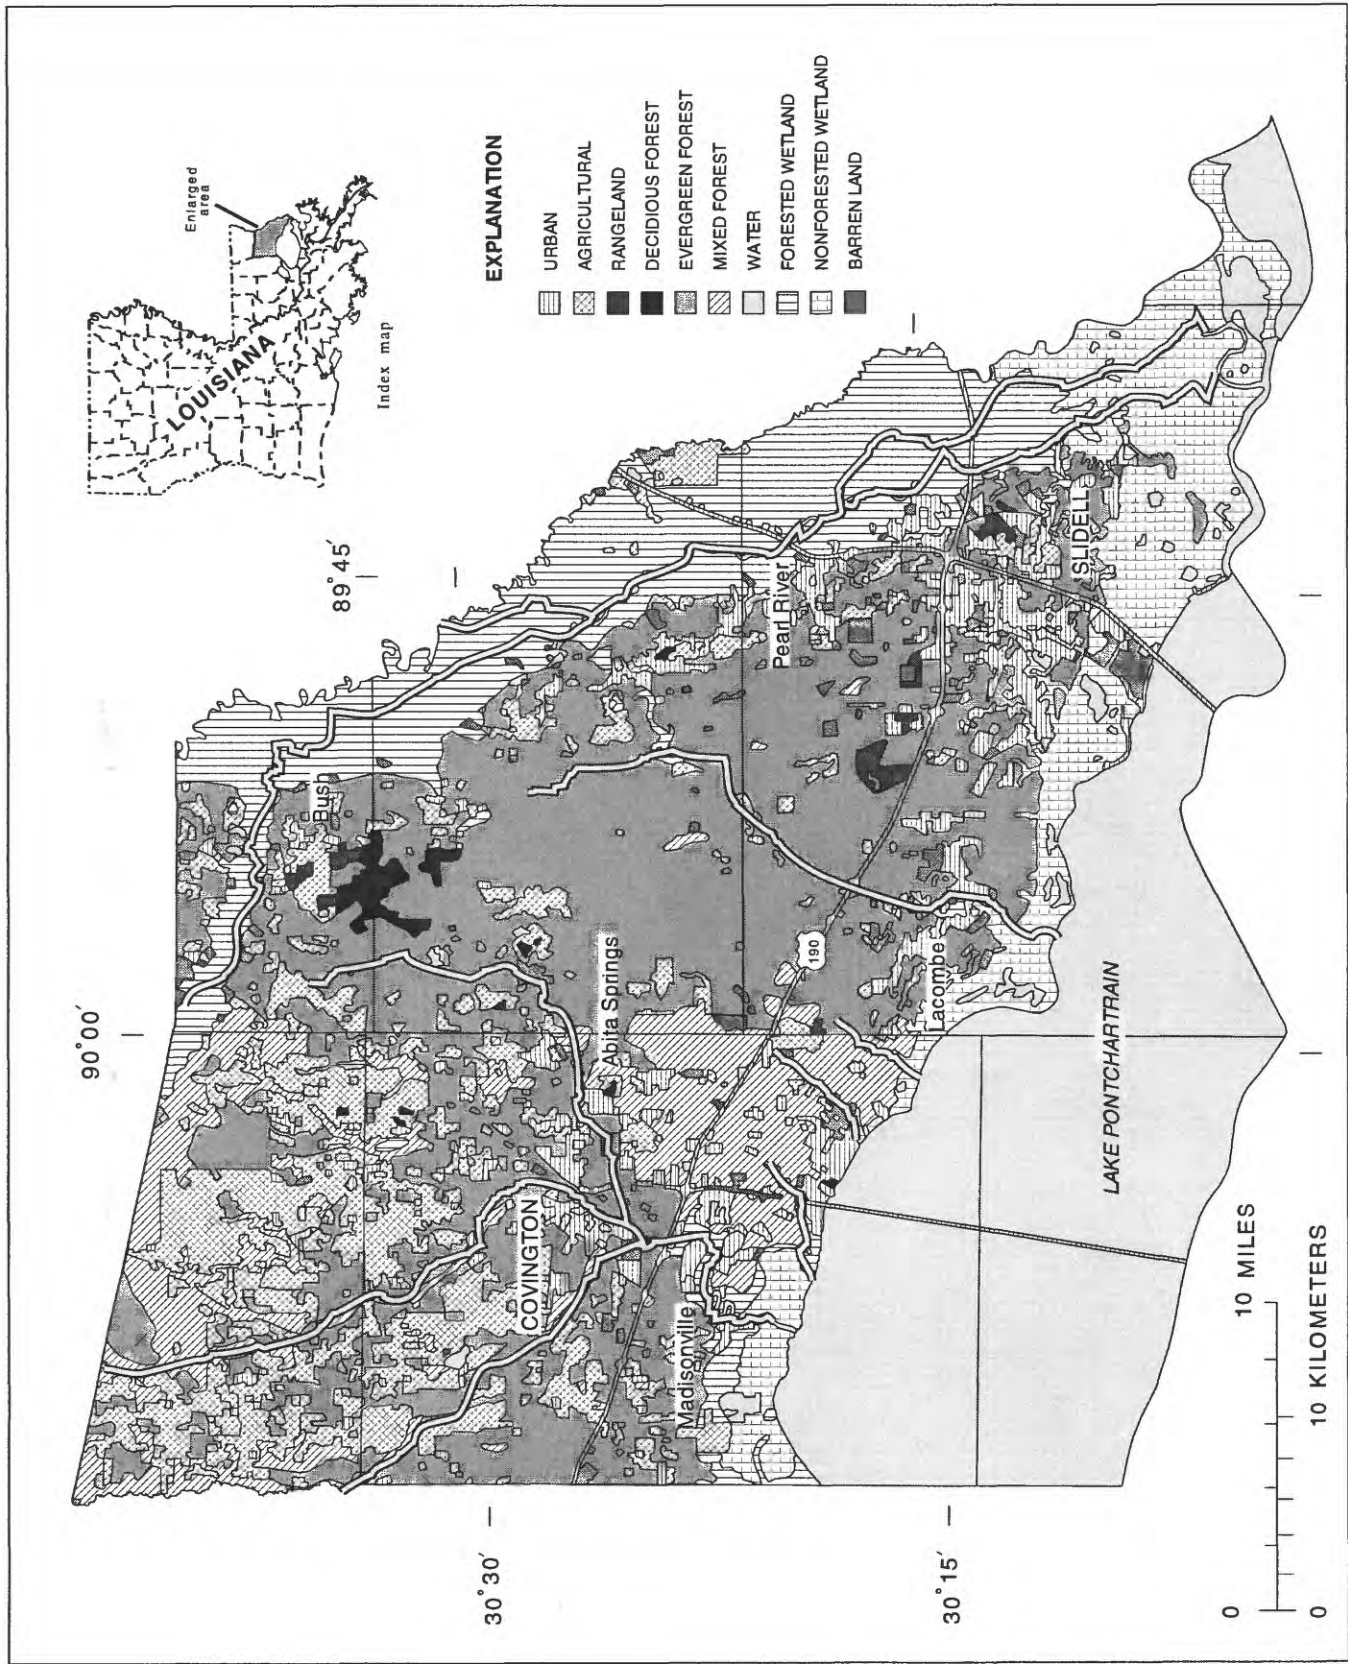 Enlarged
area
LOUISIANA
Index map
EXPLANATION
URBAN
AGRICULTURAL
RANGELAND
DECIDIOUS FOREST
EVERGREEN FOREST
MIXED FOREST
WATER
FORESTED WETLAND
NONFORESTED WETLAND
BARREN LAND
90°00′
89°45′
30°30′
30°15′
Bush
Pearl River
SLIDELL
Abita Springs
COVINGTON
Madisonville
Lacombe
190
LAKE PONTCHARTRAIN
0 10 MILES
0 10 KILOMETERS